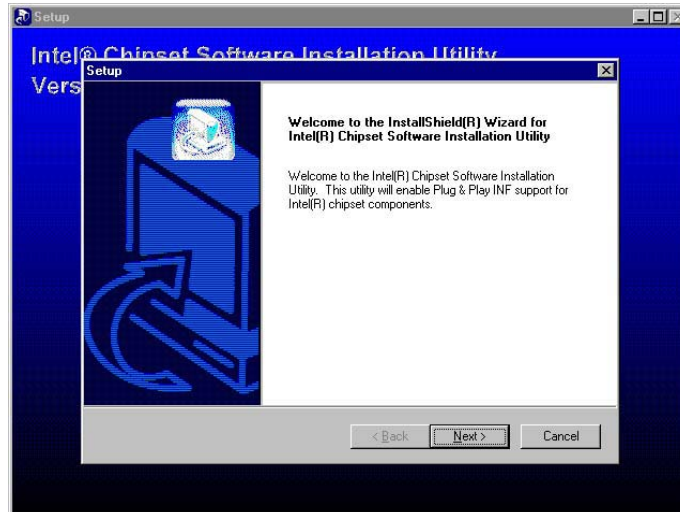 Setup
Intel® Chipset Software Installation Utility
Vers
Setup
Welcome to the InstallShield(R) Wizard for
Intel(R) Chipset Software Installation Utility
Welcome to the Intel(R) Chipset Software Installation
Utility. This utility will enable Plug & Play INF support for
Intel(R) chipset components.
< Back
Next >
Cancel